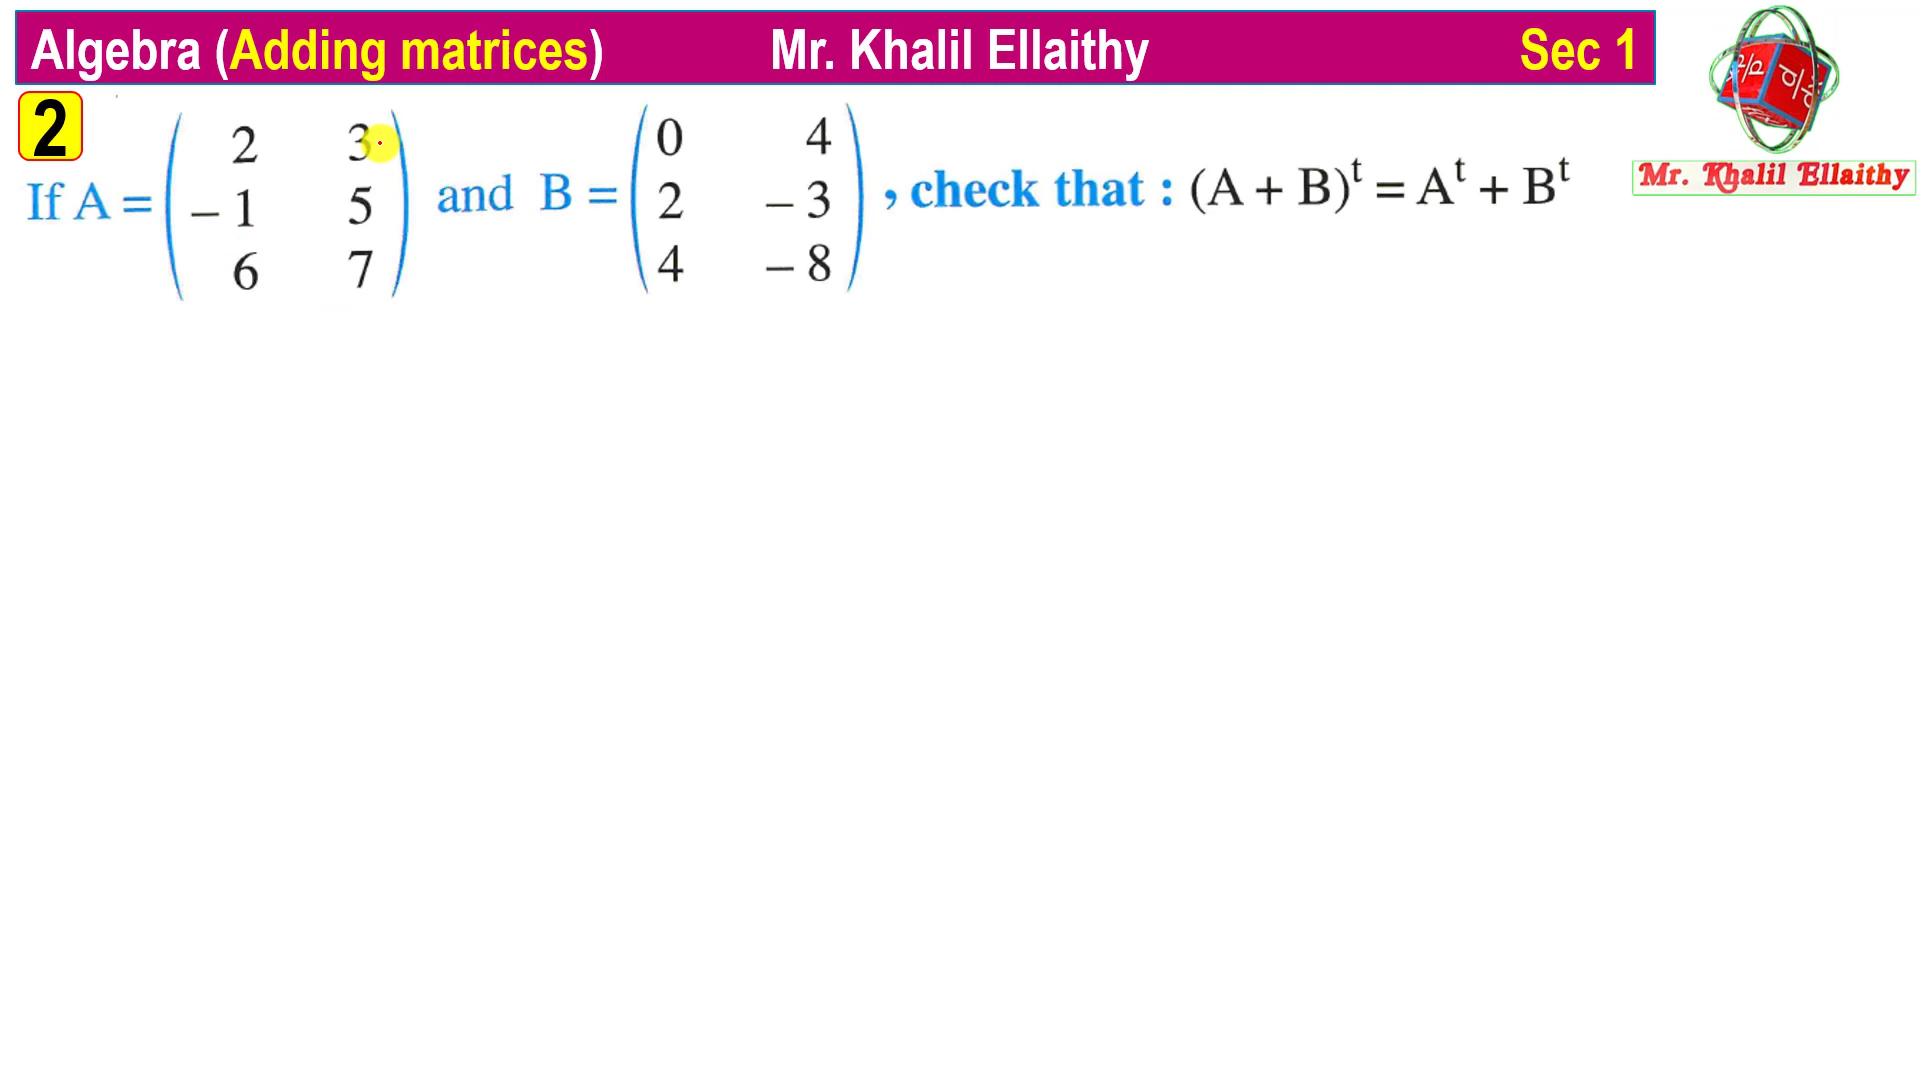 Algebra (Adding matrices) Mr. Khalil Ellaithy Sec 1
2
If A = ( 2 3 – 1 5 6 7 ) and B = ( 0 4 2 – 3 4 – 8 ) , check that : (A + B)ᵗ = Aᵗ + Bᵗ
Mr. Khalil Ellaithy